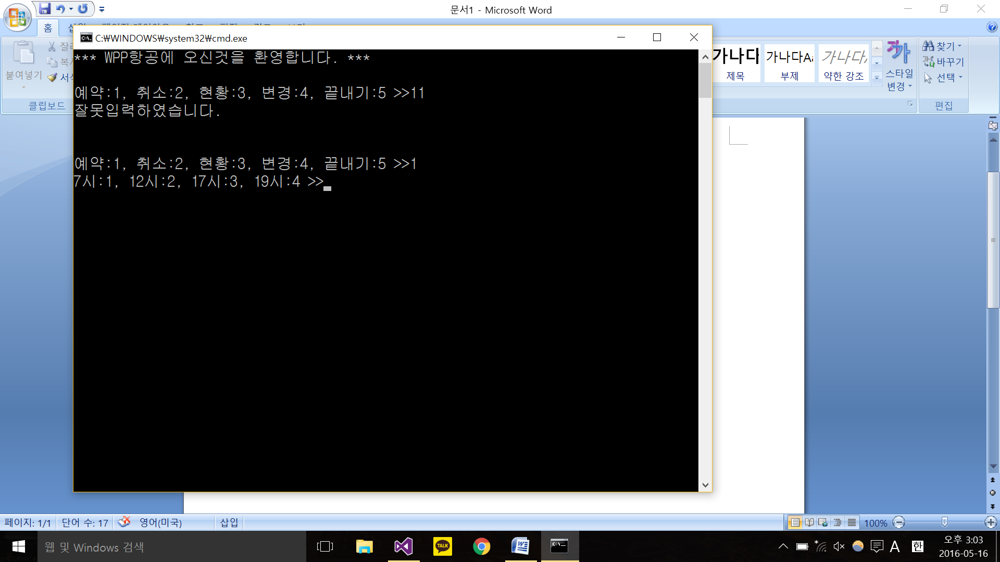 문서1 - Microsoft Word
홈
잘
붙여넣기
복
서
클립보드
C:₩WINDOWS₩system32₩cmd.exe
*** WPP항공에 오신것을 환영합니다. ***
예약:1, 취소:2, 현황:3, 변경:4, 끝내기:5 >>11
잘못입력하였습니다.
예약:1, 취소:2, 현황:3, 변경:4, 끝내기:5 >>1
7시:1, 12시:2, 17시:3, 19시:4 >>
가나다 가나다Aa 가나다
제목 부제 약한 강조
스타일
변경
찾기
바꾸기
선택
편집
페이지: 1/1 단어 수: 17 영어(미국) 삽입 100%
웹 및 Windows 검색
TALK
A 한
오후 3:03
2016-05-16